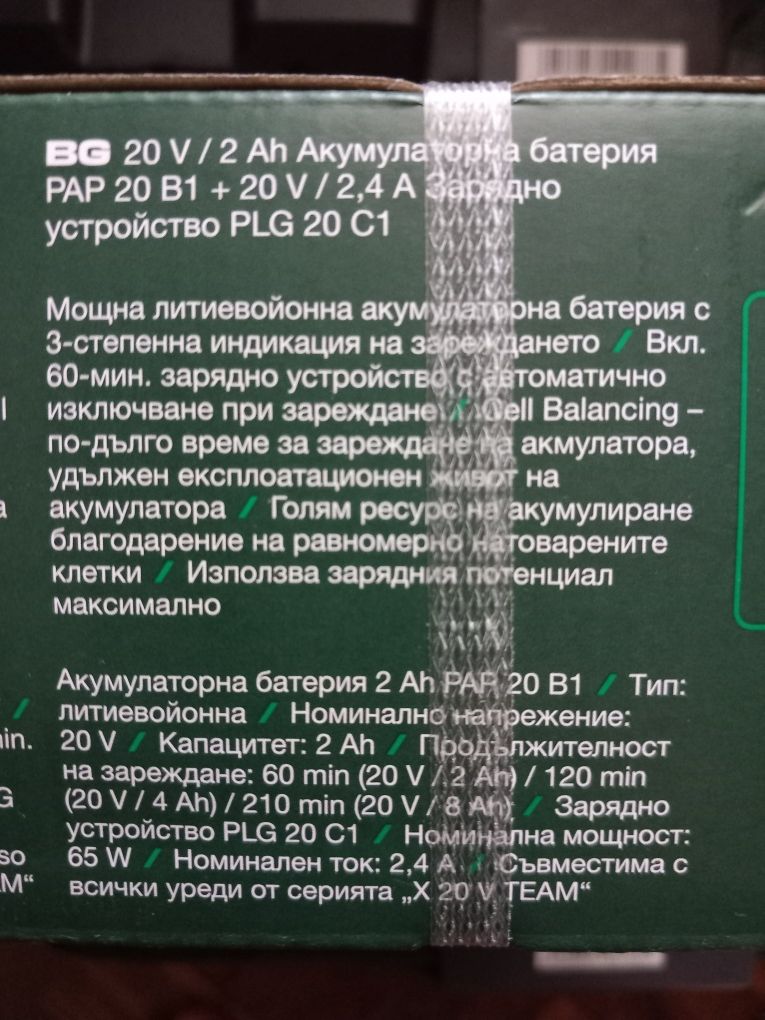 BG 20 V / 2 Ah Акумулаторна батерия
PAP 20 B1 + 20 V / 2,4 A Зарядно
устройство PLG 20 C1
Мощна литиевойонна акумулаторна батерия с
3-степенна индикация на зареждането / Вкл.
60-мин. зарядно устройство с автоматично
изключване при зареждане / Cell Balancing –
по-дълго време за зареждане на акмулатора,
удължен експлоатационен живот на
акумулатора / Голям ресурс на акумулиране
благодарение на равномерно натоварените
клетки / Използва зарядния потенциал
максимално
Акумулаторна батерия 2 Ah PAP 20 B1 / Тип:
литиевойонна / Номинално напрежение:
20 V / Капацитет: 2 Ah / Продължителност
на зареждане: 60 min (20 V / 2 Ah) / 120 min
(20 V / 4 Ah) / 210 min (20 V / 8 Ah) / Зарядно
устройство PLG 20 C1 / Номинална мощност:
65 W / Номинален ток: 2,4 A / Съвместима с
всички уреди от серията „X 20 V TEAM“